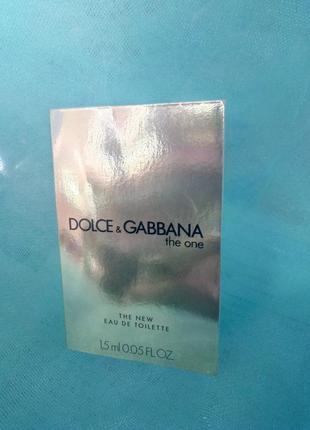 DOLCE & GABBANA
the one
THE NEW
EAU DE TOILETTE
1.5 ml 0.05 FL.OZ.